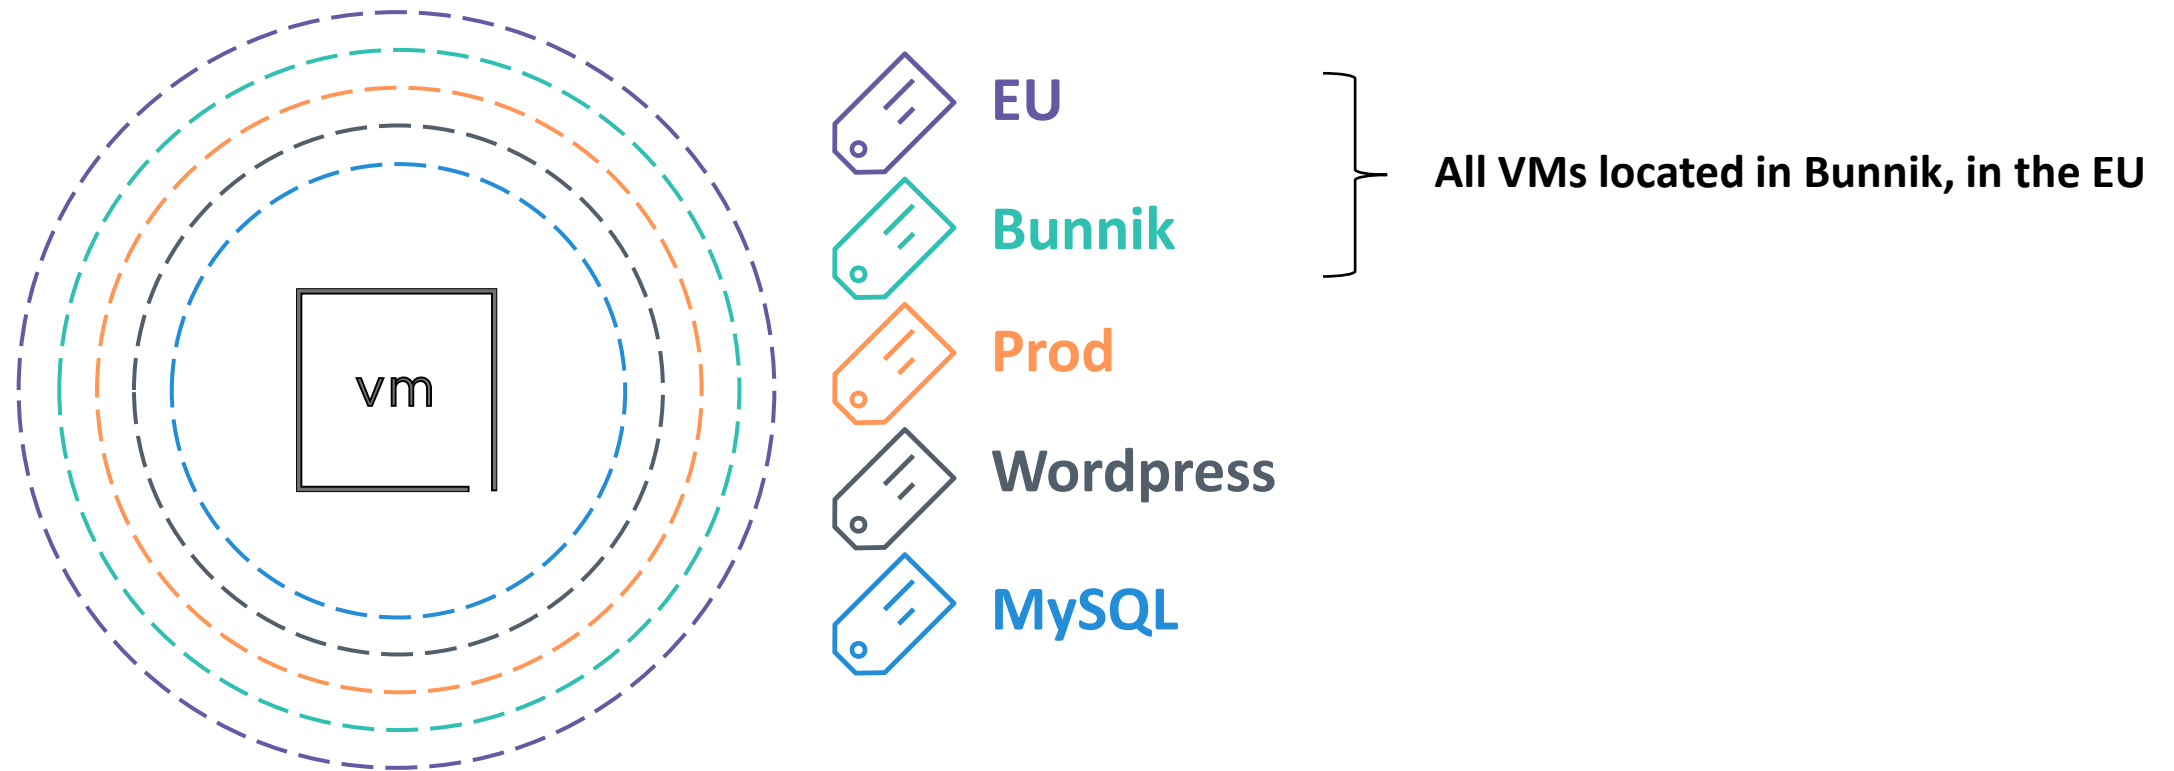 EU
Bunnik
All VMs located in Bunnik, in the EU
vm
Prod
Wordpress
MySQL